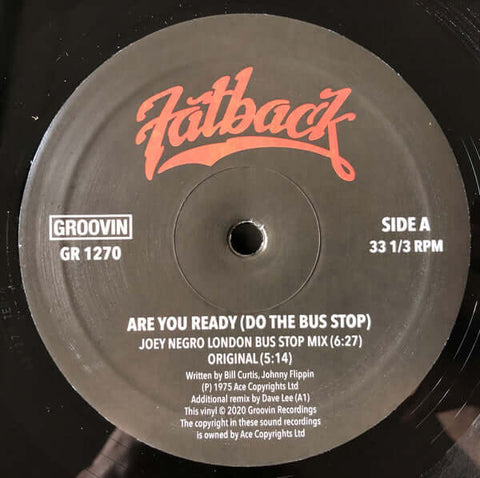 Fatback
GROOVIN
GR 1270
SIDE A
33 1/3 RPM
ARE YOU READY (DO THE BUS STOP)
JOEY NEGRO LONDON BUS STOP MIX (6:27)
ORIGINAL (5:14)
Written by Bill Curtis, Johnny Flippin
(P) 1975 Ace Copyrights Ltd
Additional remix by Dave Lee (A1)
This vinyl © 2020 Groovin Recordings
The copyright in these sound recordings
is owned by Ace Copyrights Ltd